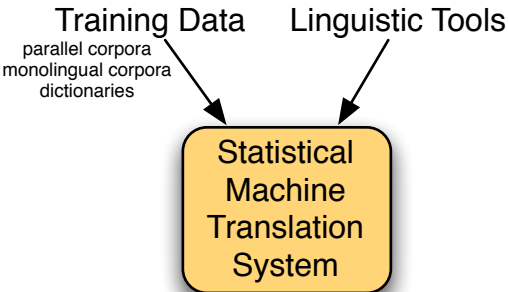 Training Data
Linguistic Tools
parallel corpora
monolingual corpora
dictionaries
Statistical
Machine
Translation
System